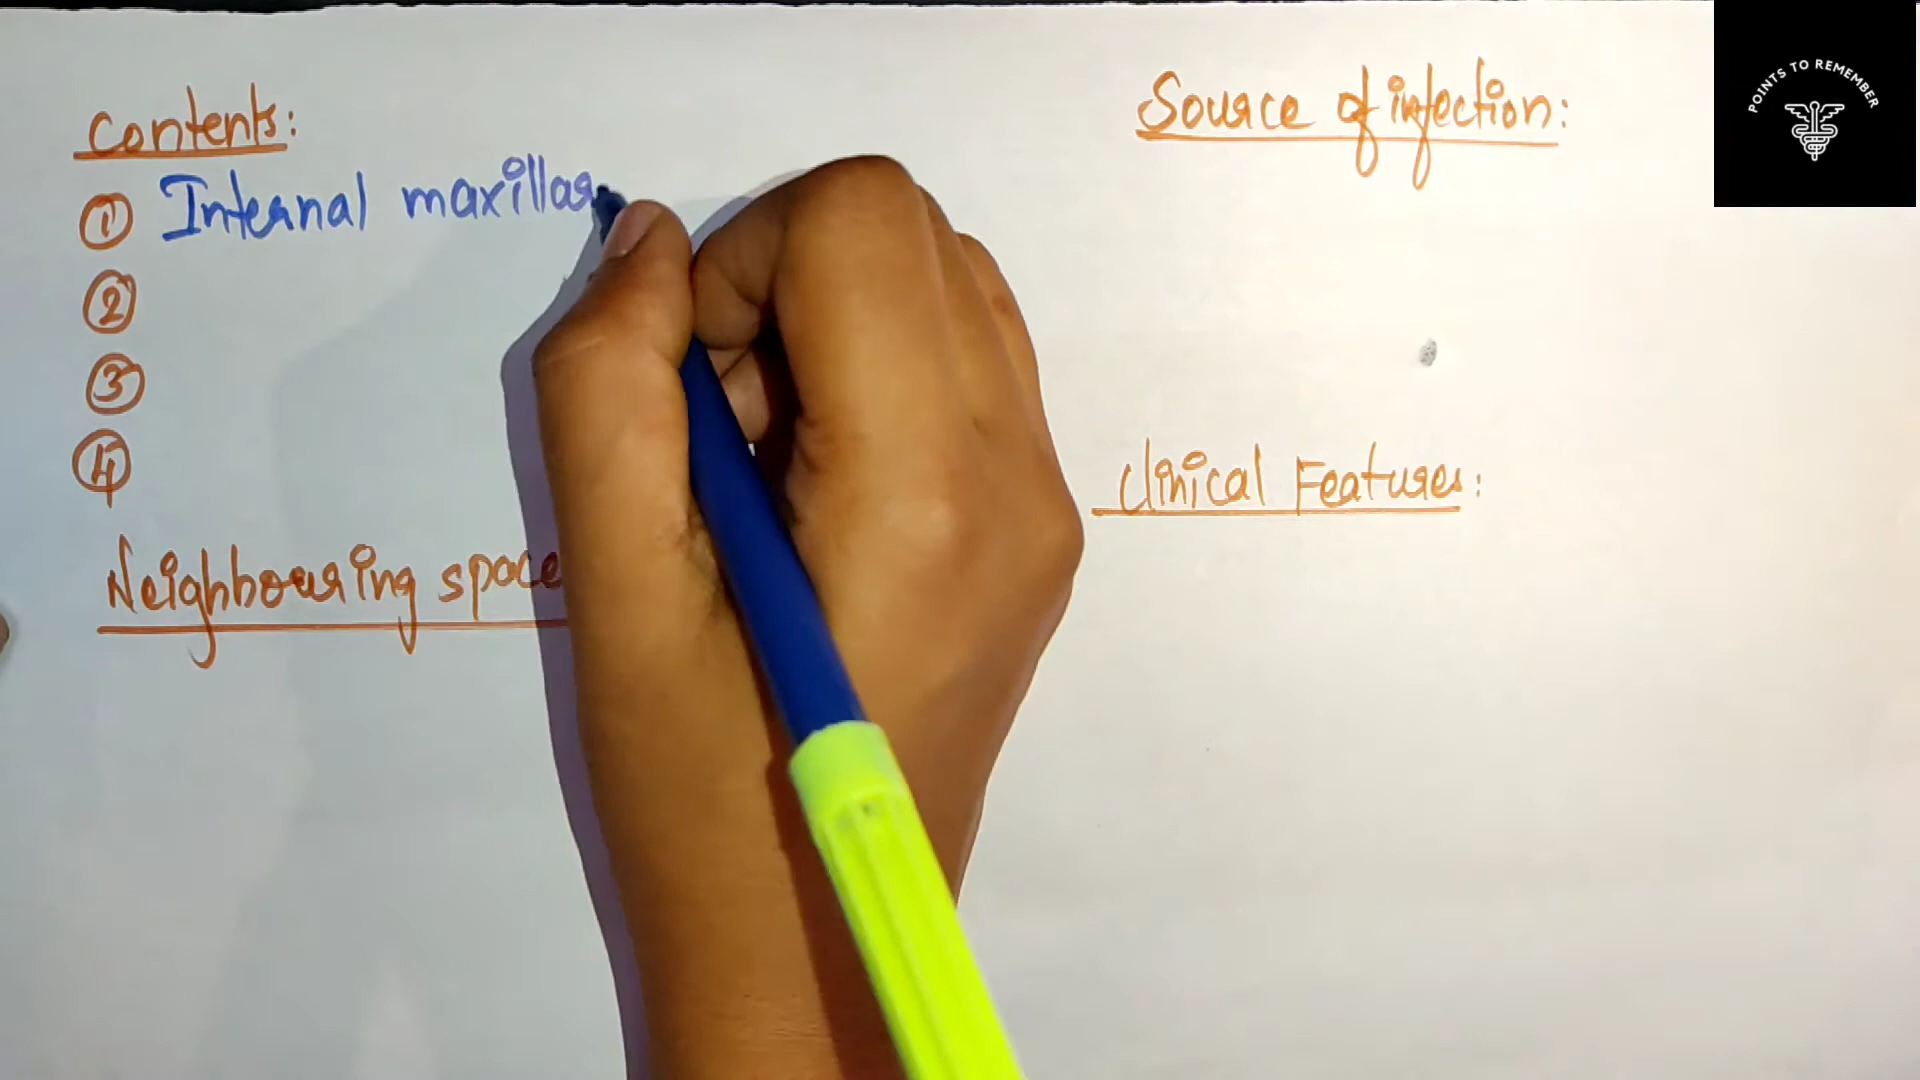 Contents:
① Internal maxillar
②
③
④
Neighbouring space
Source of infection:
Clinical Features:
POINTS TO REMEMBER